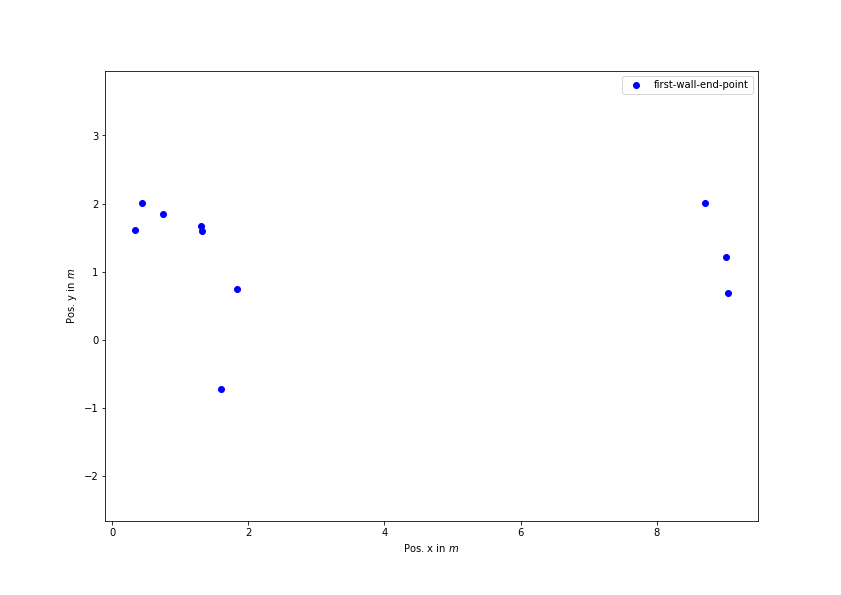 first-wall-end-point
3
2
1
0
−1
−2
Pos. y in m
0 2 4 6 8
Pos. x in m